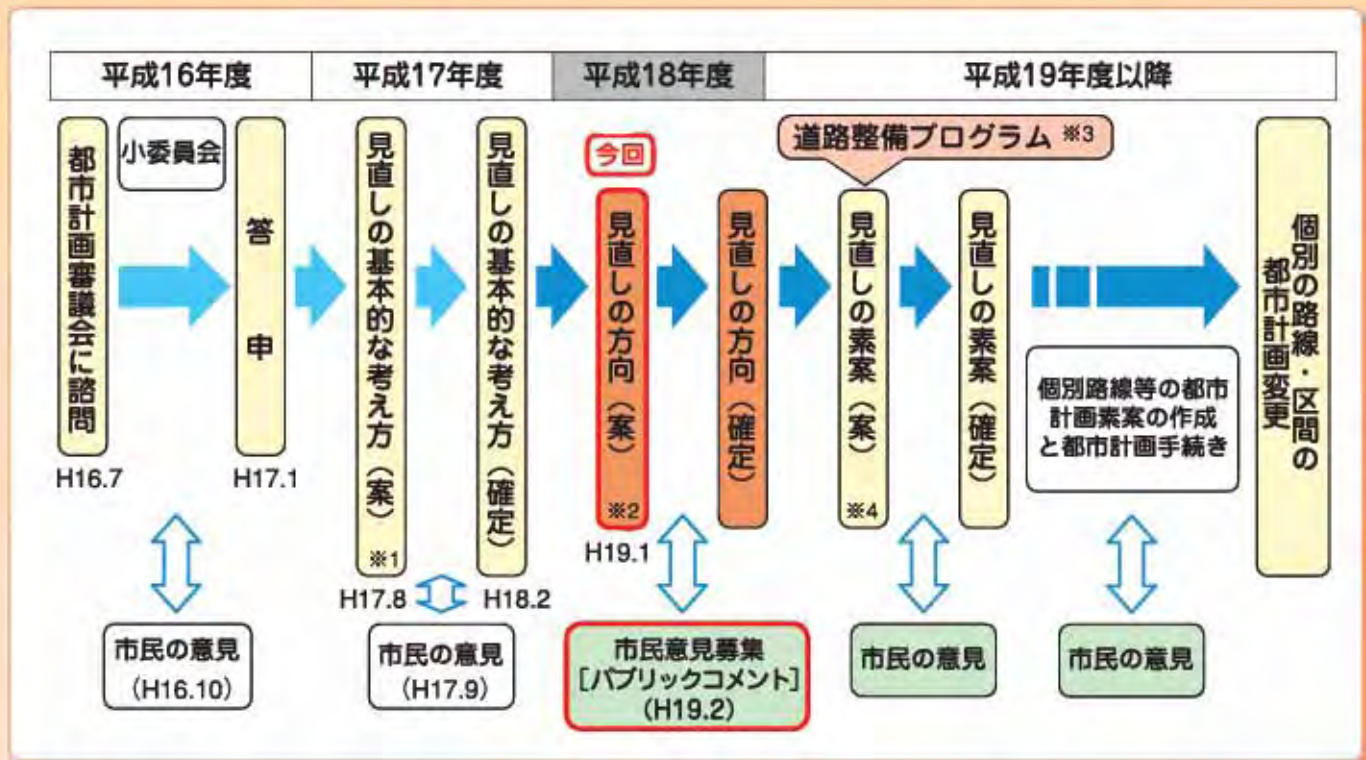 平成16年度
平成17年度
平成18年度
平成19年度以降
都市計画審議会に諮問
H16.7
小委員会
答申
H17.1
市民の意見
(H16.10)
見直しの基本的な考え方(案)
※1
H17.8
見直しの基本的な考え方(確定)
H18.2
市民の意見
(H17.9)
今回
見直しの方向(案)
※2
H19.1
見直しの方向(確定)
市民意見募集
[パブリックコメント]
(H19.2)
道路整備プログラム ※3
見直しの素案(案)
※4
見直しの素案(確定)
市民の意見
個別路線等の都市
計画素案の作成
と都市計画手続き
市民の意見
個別の路線・区間の
都市計画変更